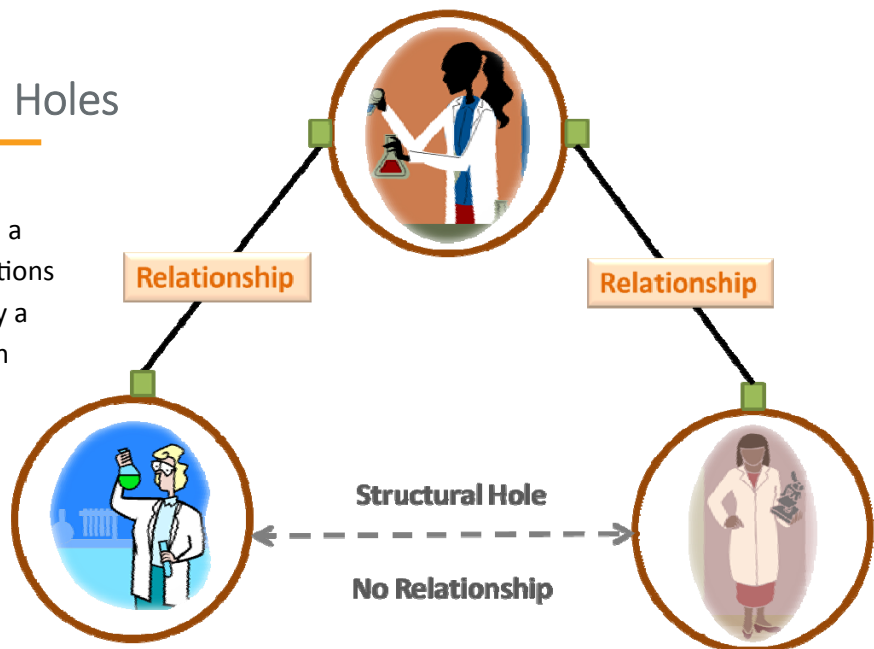 Holes
a
tions
y a
n
Relationship
Relationship
Structural Hole
No Relationship